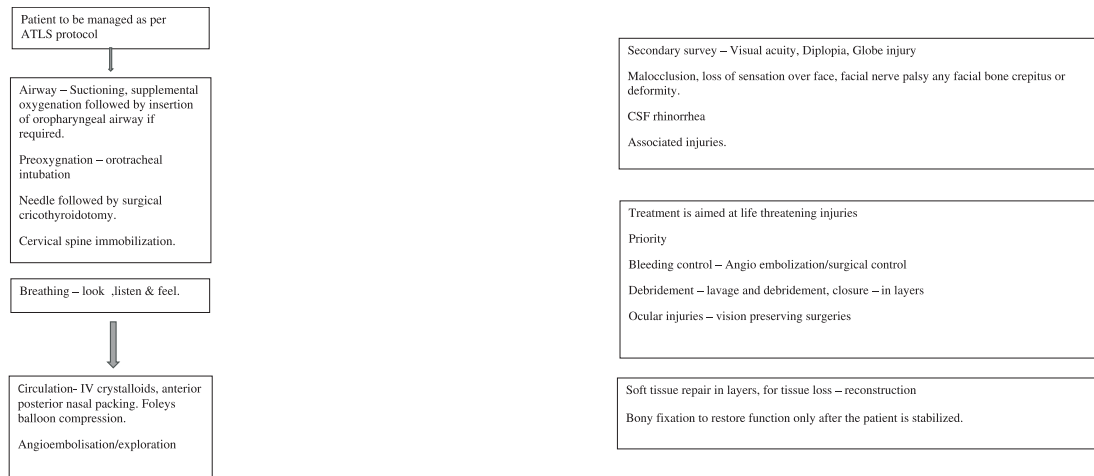 Patient to be managed as per
ATLS protocol
Airway – Suctioning, supplemental
oxygenation followed by insertion
of oropharyngeal airway if
required.
Preoxygnation – orotracheal
intubation
Needle followed by surgical
cricothyroidotomy.
Cervical spine immobilization.
Breathing – look ,listen & feel.
Circulation- IV crystalloids, anterior
posterior nasal packing. Foleys
balloon compression.
Angioembolisation/exploration
Secondary survey – Visual acuity, Diplopia, Globe injury
Malocclusion, loss of sensation over face, facial nerve palsy any facial bone crepitus or
deformity.
CSF rhinorrhea
Associated injuries.
Treatment is aimed at life threatening injuries
Priority
Bleeding control – Angio embolization/surgical control
Debridement – lavage and debridement, closure – in layers
Ocular injuries – vision preserving surgeries
Soft tissue repair in layers, for tissue loss – reconstruction
Bony fixation to restore function only after the patient is stabilized.